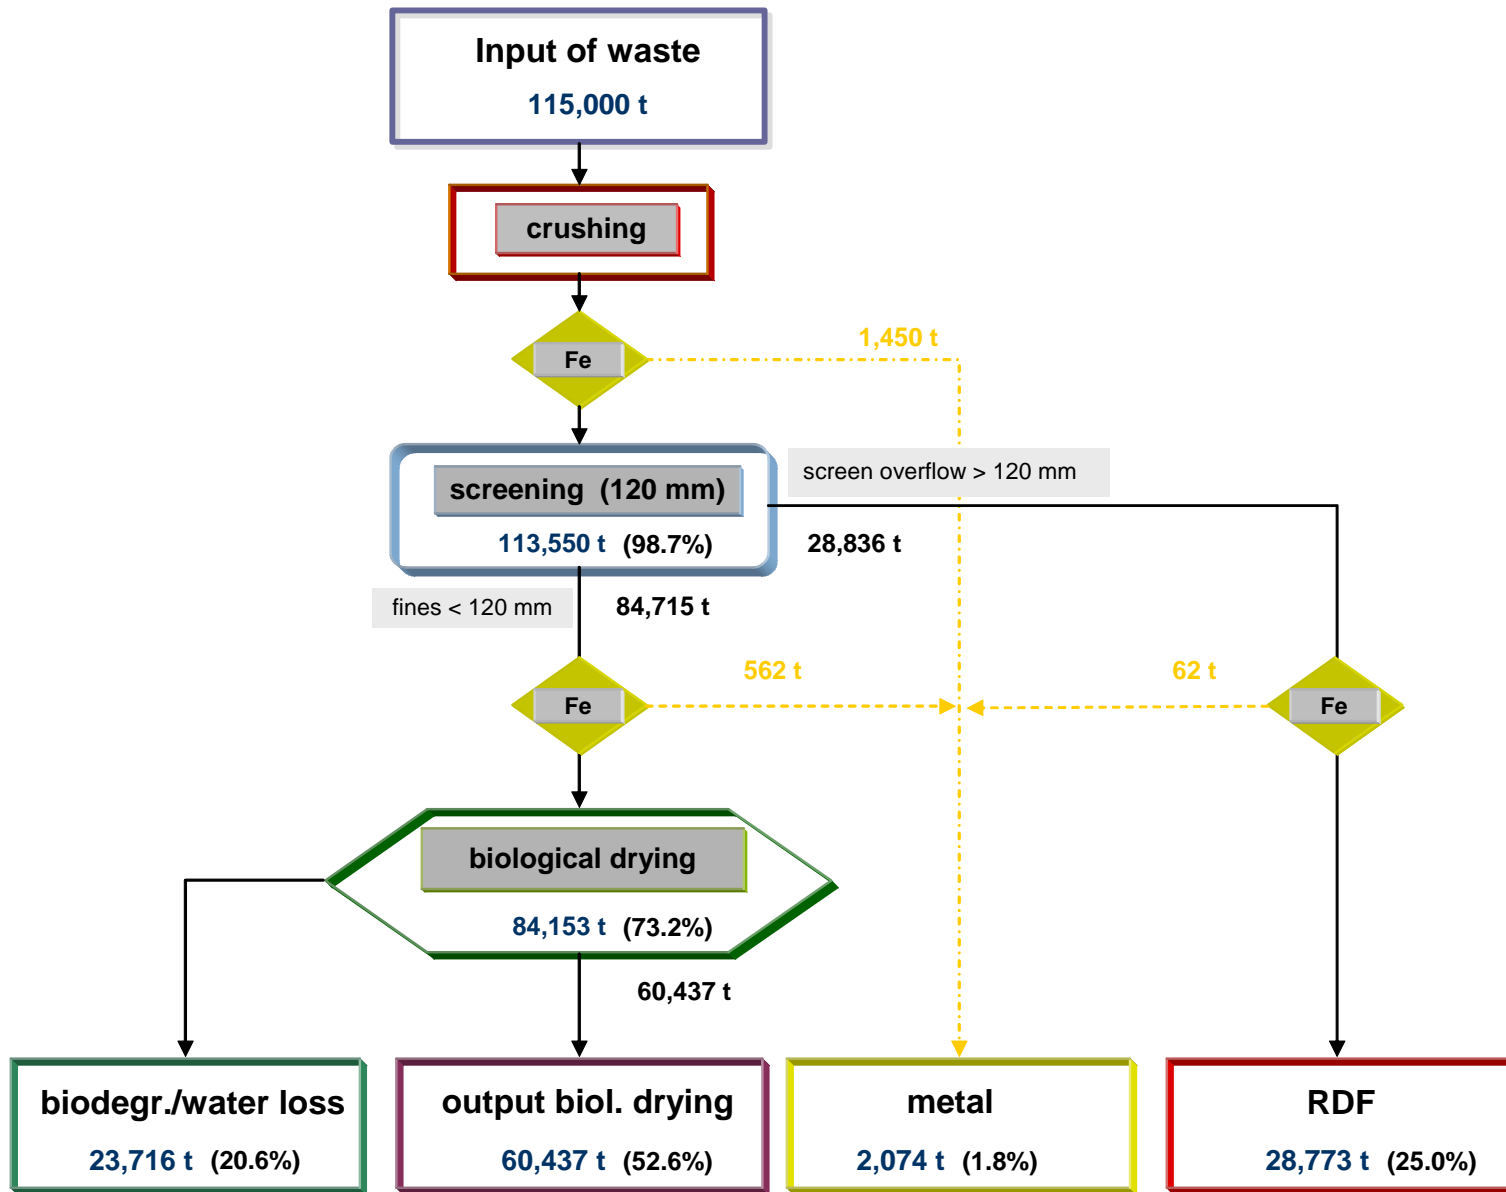 Input of waste
115,000 t
crushing
1,450 t
Fe
screen overflow > 120 mm
screening (120 mm)
113,550 t (98.7%)
28,836 t
fines < 120 mm
84,715 t
562 t
62 t
Fe
Fe
biological drying
84,153 t (73.2%)
60,437 t
biodegr./water loss
23,716 t (20.6%)
output biol. drying
60,437 t (52.6%)
metal
2,074 t (1.8%)
RDF
28,773 t (25.0%)